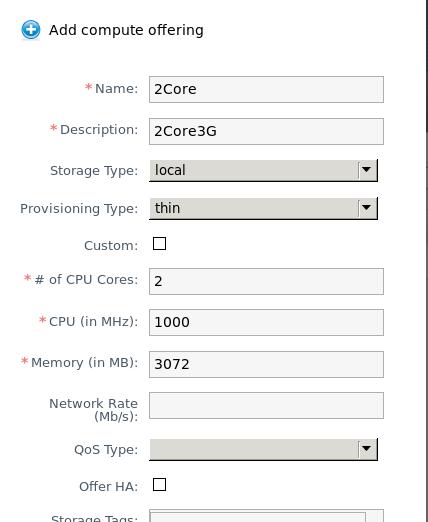 Add compute offering
* Name: 2Core
* Description: 2Core3G
Storage Type: local
Provisioning Type: thin
Custom:
* # of CPU Cores: 2
* CPU (in MHz): 1000
* Memory (in MB): 3072
Network Rate
(Mb/s):
QoS Type:
Offer HA:
Storage Tags: